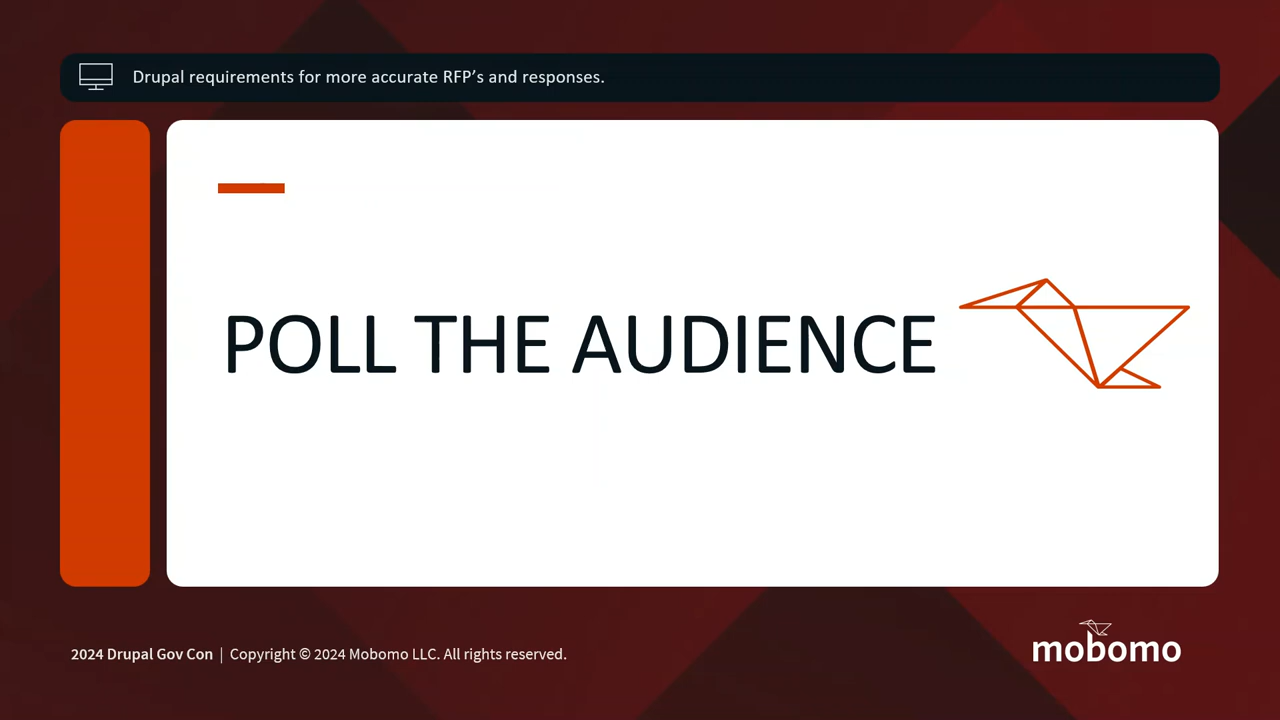 Drupal requirements for more accurate RFP’s and responses.
POLL THE AUDIENCE
2024 Drupal Gov Con | Copyright © 2024 Mobomo LLC. All rights reserved.
mobomo